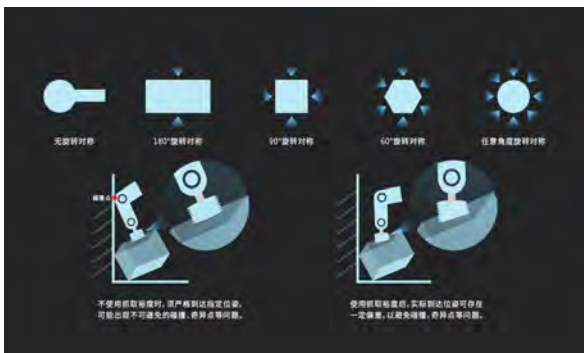 无旋转对称
180°旋转对称
90°旋转对称
60°旋转对称
任意角度旋转对称
碰撞点
不使用抓取裕度时，须严格到达指定位姿，
可能出现不可避免的碰撞、奇异点等问题。
使用抓取裕度后，实际到达位姿可存在
一定偏差，以避免碰撞、奇异点等问题。